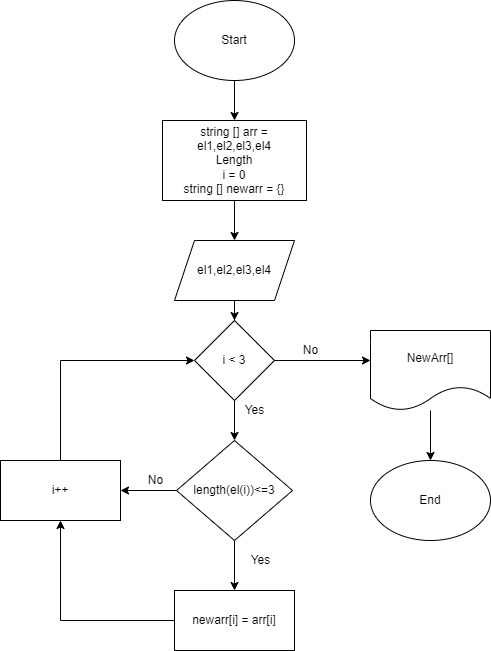 Start
string [] arr =
el1,el2,el3,el4
Length
i = 0
string [] newarr = {}
el1,el2,el3,el4
i < 3
No
NewArr[]
Yes
End
length(el(i))<=3
No
i++
Yes
newarr[i] = arr[i]